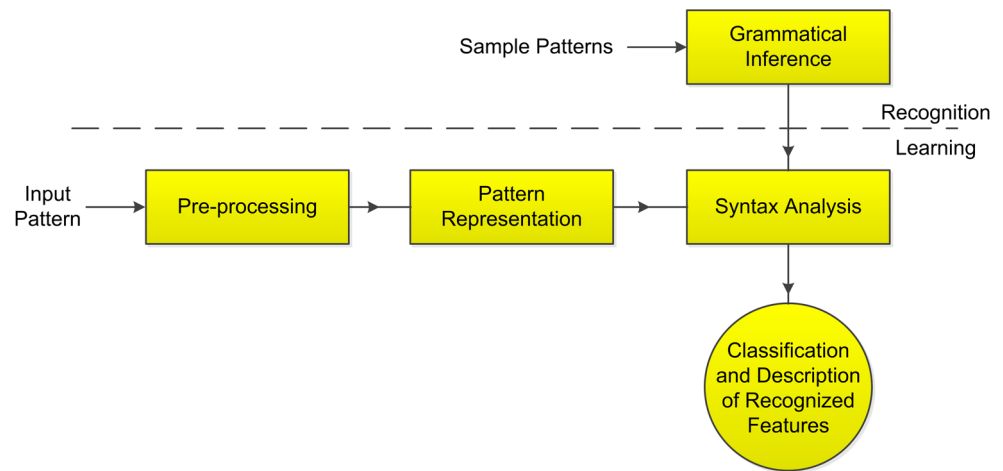 Sample Patterns
Grammatical
Inference
Recognition
Learning
Input
Pattern
Pre-processing
Pattern
Representation
Syntax Analysis
Classification
and Description
of Recognized
Features